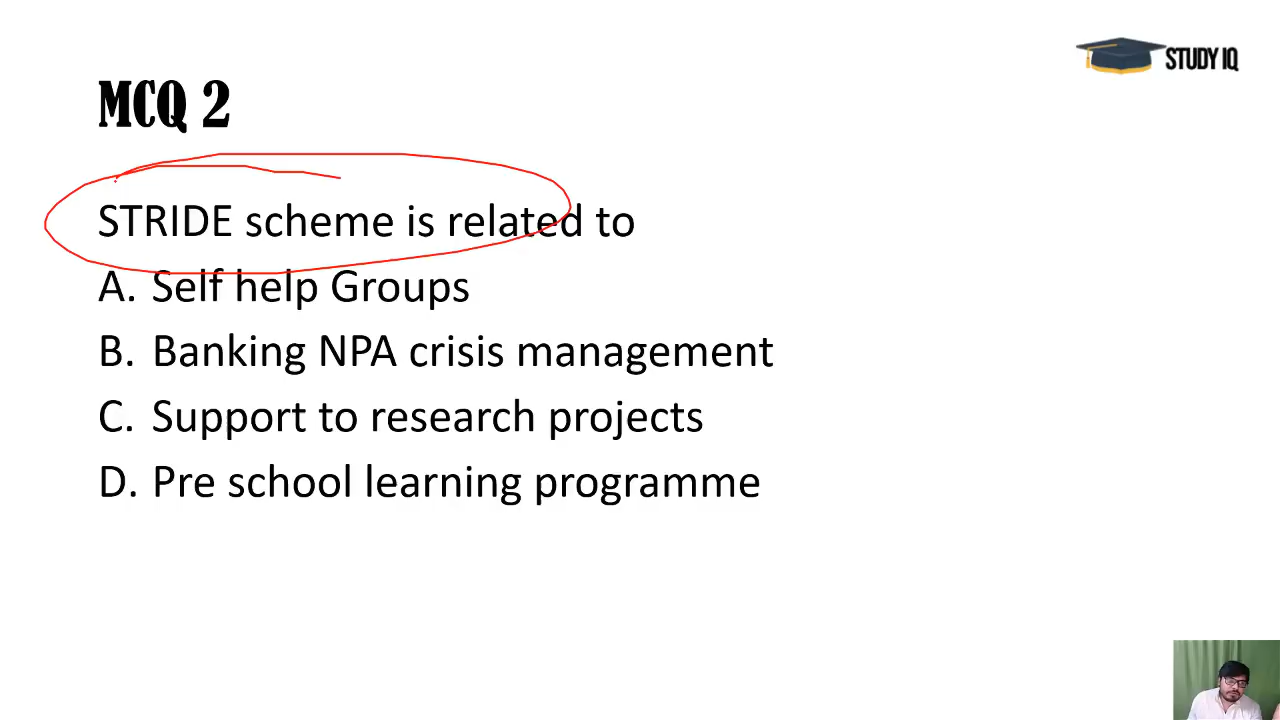 STUDY IQ
MCQ 2
STRIDE scheme is related to
A. Self help Groups
B. Banking NPA crisis management
C. Support to research projects
D. Pre school learning programme